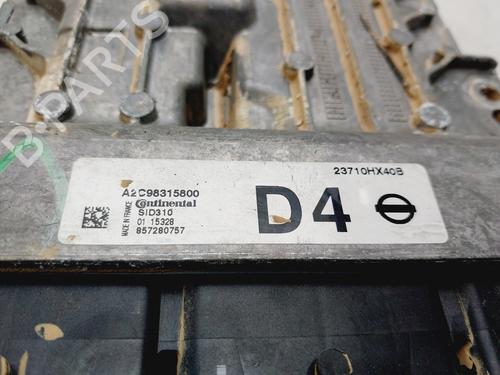 B-PARTS
23710HX40B
A2C98315800
Continental
SID310
01 15328
857280757
MADE IN FRANCE
D4